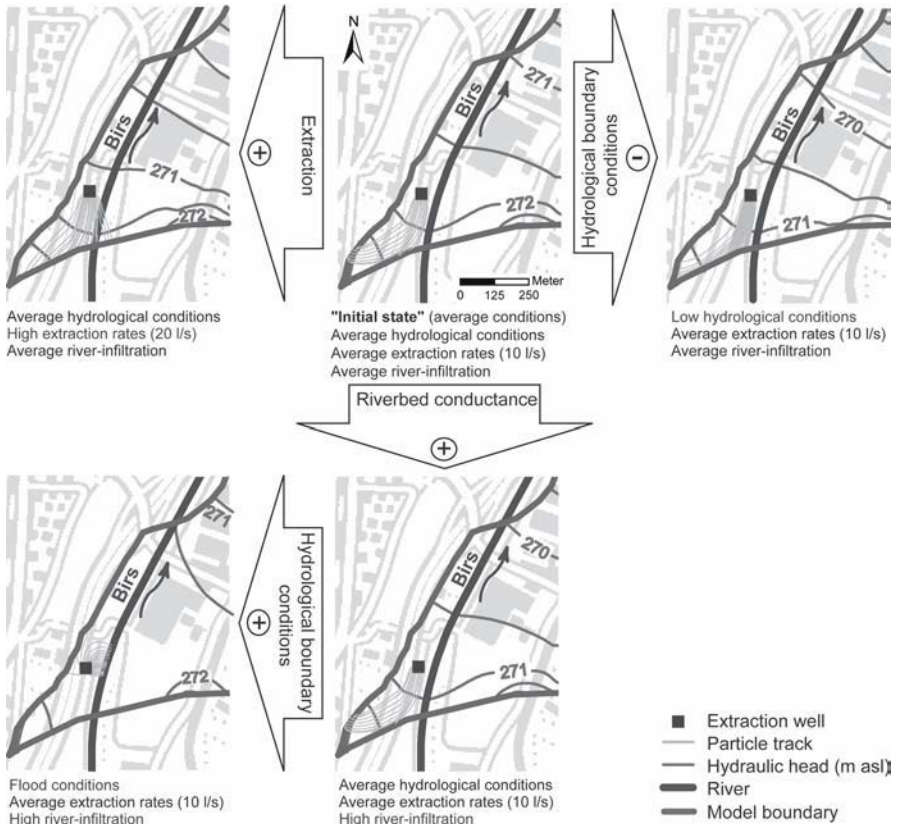 Birs
271
272
Average hydrological conditions
High extraction rates (20 l/s)
Average river-infiltration
Extraction
+
N
Birs
271
272
Meter
0 125 250
"Initial state" (average conditions)
Average hydrological conditions
Average extraction rates (10 l/s)
Average river-infiltration
Hydrological boundary
conditions
-
Birs
270
271
Low hydrological conditions
Average extraction rates (10 l/s)
Average river-infiltration
Riverbed conductance
+
Birs
271
272
Flood conditions
Average extraction rates (10 l/s)
High river-infiltration
Hydrological boundary
conditions
+
Birs
270
271
Average hydrological conditions
Average extraction rates (10 l/s)
High river-infiltration
Extraction well
Particle track
Hydraulic head (m asl)
River
Model boundary